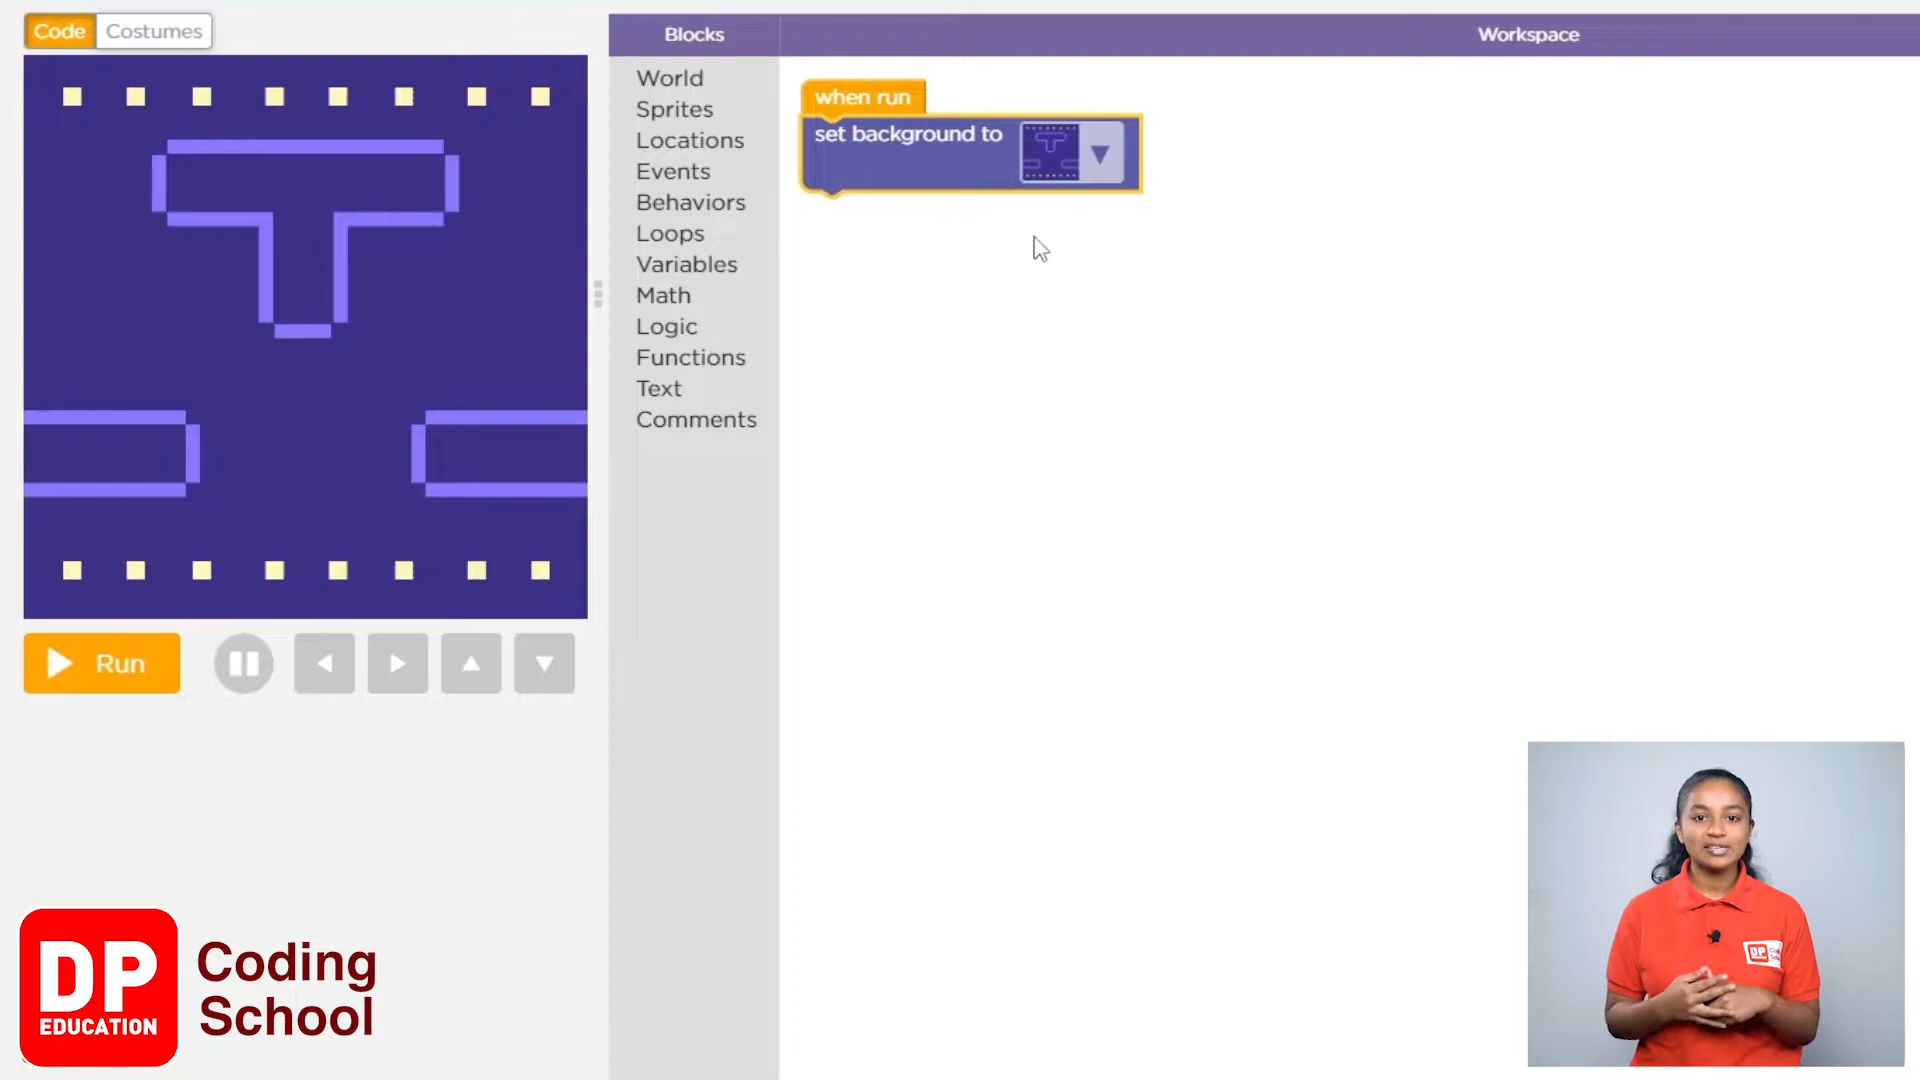 Code
Costumes
Blocks
Workspace
World
Sprites
Locations
Events
Behaviors
Loops
Variables
Math
Logic
Functions
Text
Comments
when run
set background to
Run
DP
EDUCATION
Coding
School
DP